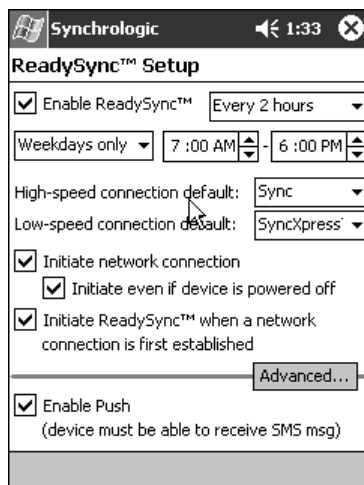 Synchrologic 1:33
ReadySync™ Setup
Enable ReadySync™ Every 2 hours
Weekdays only 7 :00 AM - 6 :00 PM
High-speed connection default: Sync
Low-speed connection default: SyncXpress
Initiate network connection
Initiate even if device is powered off
Initiate ReadySync™ when a network
connection is first established
Advanced...
Enable Push
(device must be able to receive SMS msg)